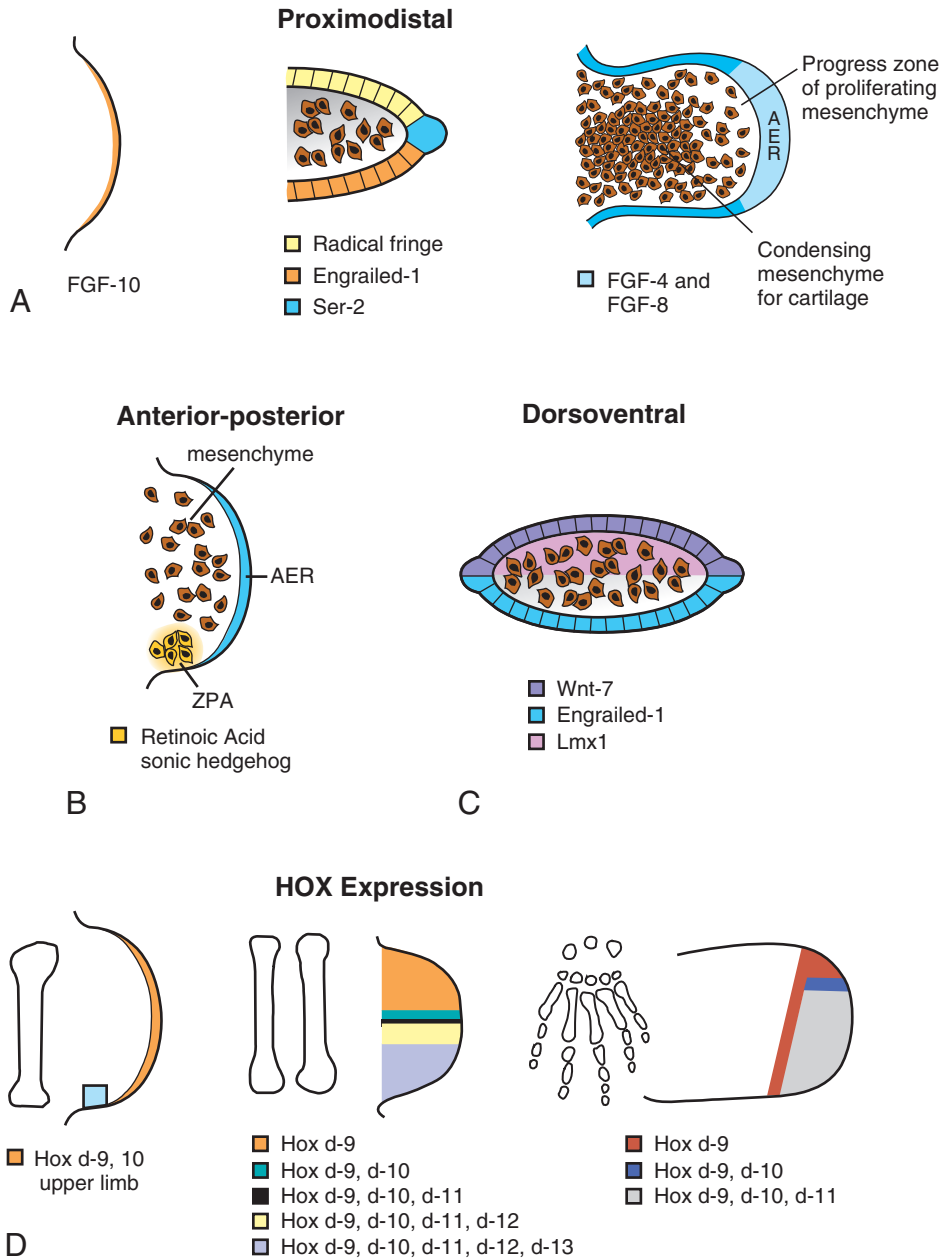 Proximodistal
FGF-10
Radical fringe
Engrailed-1
Ser-2
AER
Progress zone
of proliferating
mesenchyme
Condensing
mesenchyme
for cartilage
FGF-4 and
FGF-8
A
Anterior-posterior
mesenchyme
AER
ZPA
Retinoic Acid
sonic hedgehog
B
Dorsoventral
Wnt-7
Engrailed-1
Lmx1
C
HOX Expression
Hox d-9, 10
upper limb
Hox d-9
Hox d-9, d-10
Hox d-9, d-10, d-11
Hox d-9, d-10, d-11, d-12
Hox d-9, d-10, d-11, d-12, d-13
Hox d-9
Hox d-9, d-10
Hox d-9, d-10, d-11
D